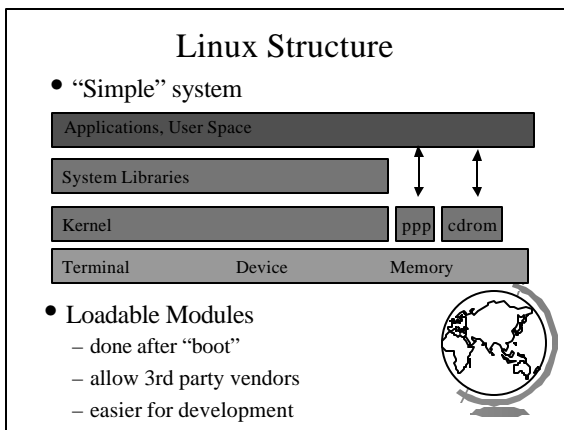 Linux Structure
• “Simple” system
Applications, User Space
System Libraries
Kernel ppp cdrom
Terminal Device Memory
• Loadable Modules
– done after “boot”
– allow 3rd party vendors
– easier for development